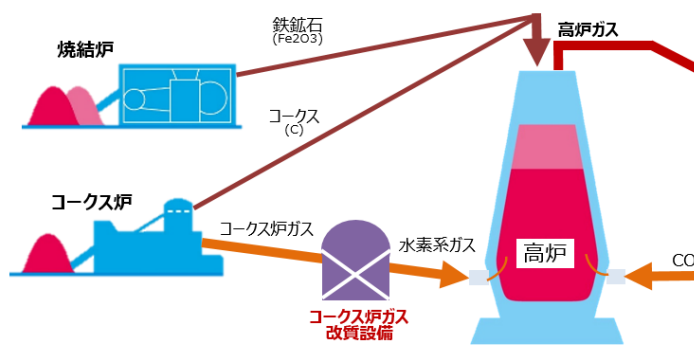 鉄鉱石
(Fe2O3)
高炉ガス
焼結炉
コークス
(C)
コークス炉
コークス炉ガス
水素系ガス
高炉
CO
コークス炉ガス
改質設備